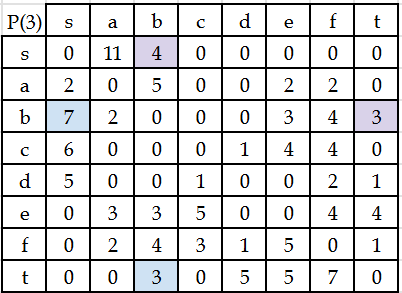 P(3) s a b c d e f t
s 0 11 4 0 0 0 0 0
a 2 0 5 0 0 2 2 0
b 7 2 0 0 0 3 4 3
c 6 0 0 0 1 4 4 0
d 5 0 0 1 0 0 2 1
e 0 3 3 5 0 0 4 4
f 0 2 4 3 1 5 0 1
t 0 0 3 0 5 5 7 0